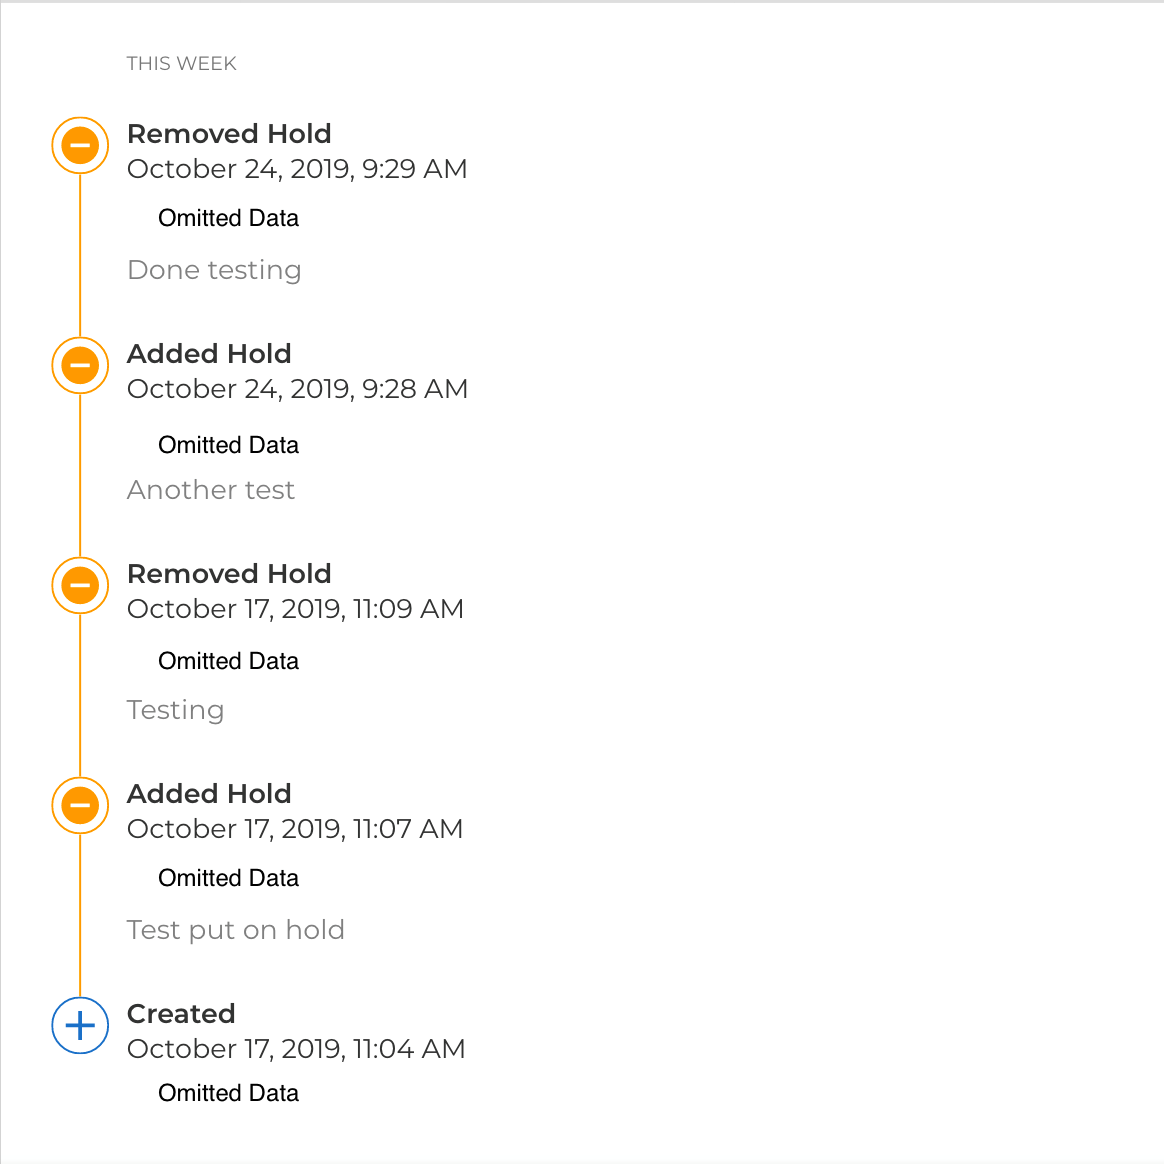 THIS WEEK
Removed Hold
October 24, 2019, 9:29 AM
Omitted Data
Done testing
Added Hold
October 24, 2019, 9:28 AM
Omitted Data
Another test
Removed Hold
October 17, 2019, 11:09 AM
Omitted Data
Testing
Added Hold
October 17, 2019, 11:07 AM
Omitted Data
Test put on hold
Created
October 17, 2019, 11:04 AM
Omitted Data